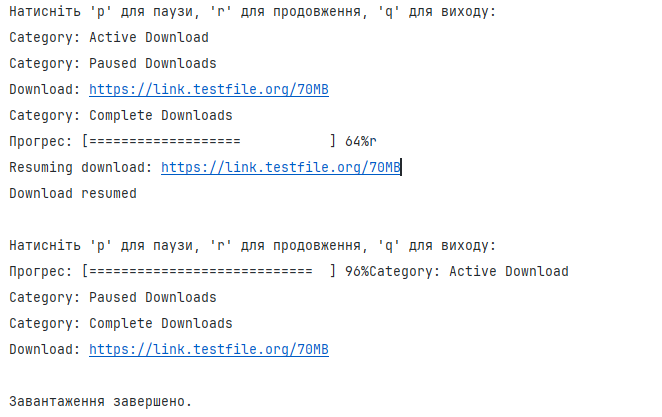 Натисніть 'p' для паузи, 'r' для продовження, 'q' для виходу:
Category: Active Download
Category: Paused Downloads
Download: https://link.testfile.org/70MB
Category: Complete Downloads
Прогрес: [===================           ] 64%r
Resuming download: https://link.testfile.org/70MB
Download resumed
Натисніть 'p' для паузи, 'r' для продовження, 'q' для виходу:
Прогрес: [============================  ] 96%Category: Active Download
Category: Paused Downloads
Category: Complete Downloads
Download: https://link.testfile.org/70MB
Завантаження завершено.